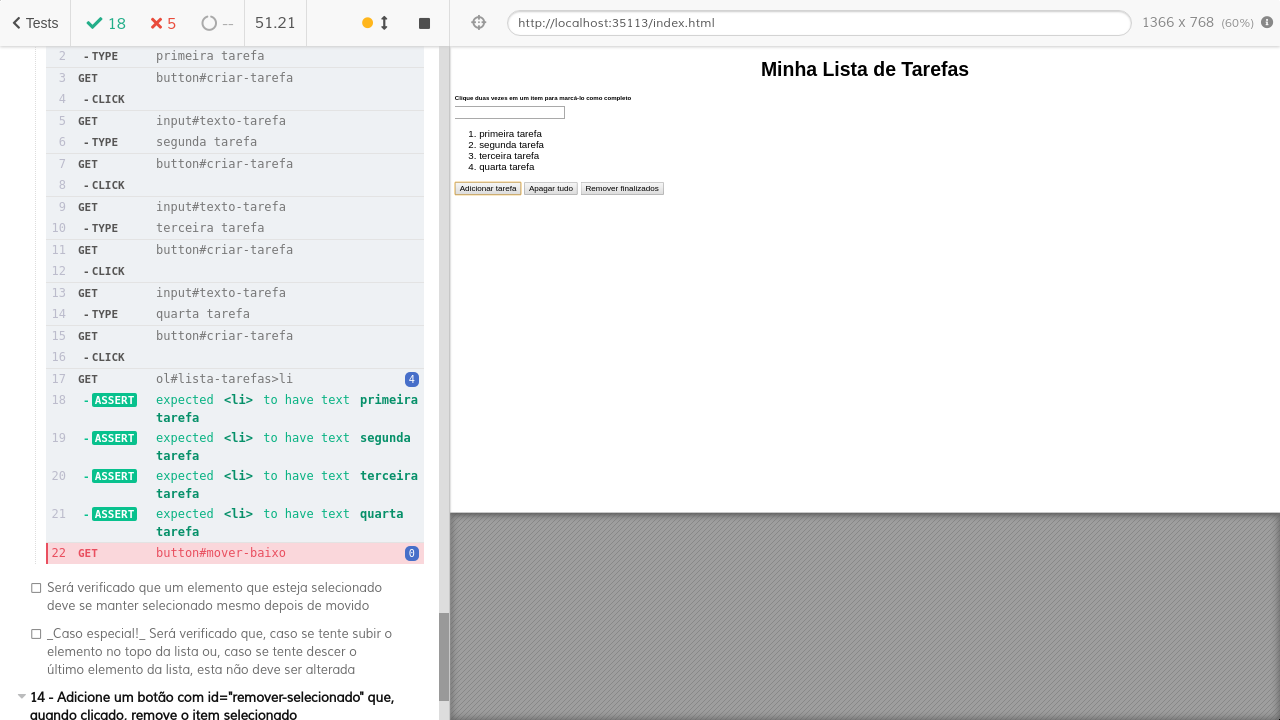 Tests 18 5 -- 51.21
http://localhost:35113/index.html 1366 x 768 (60%)
2 - TYPE primeira tarefa
3 GET button#criar-tarefa
4 - CLICK
5 GET input#texto-tarefa
6 - TYPE segunda tarefa
7 GET button#criar-tarefa
8 - CLICK
9 GET input#texto-tarefa
10 - TYPE terceira tarefa
11 GET button#criar-tarefa
12 - CLICK
13 GET input#texto-tarefa
14 - TYPE quarta tarefa
15 GET button#criar-tarefa
16 - CLICK
17 GET ol#lista-tarefas>li 4
18 - ASSERT expected <li> to have text primeira
tarefa
19 - ASSERT expected <li> to have text segunda
tarefa
20 - ASSERT expected <li> to have text terceira
tarefa
21 - ASSERT expected <li> to have text quarta
tarefa
22 GET button#mover-baixo 0
Será verificado que um elemento que esteja selecionado
deve se manter selecionado mesmo depois de movido
_Caso especial!_ Será verificado que, caso se tente subir o
elemento no topo da lista ou, caso se tente descer o
último elemento da lista, esta não deve ser alterada
14 - Adicione um botão com id="remover-selecionado" que,
quando clicado, remove o item selecionado
Minha Lista de Tarefas
Clique duas vezes em um item para marcá-lo como completo
1. primeira tarefa
2. segunda tarefa
3. terceira tarefa
4. quarta tarefa
Adicionar tarefa Apagar tudo Remover finalizados